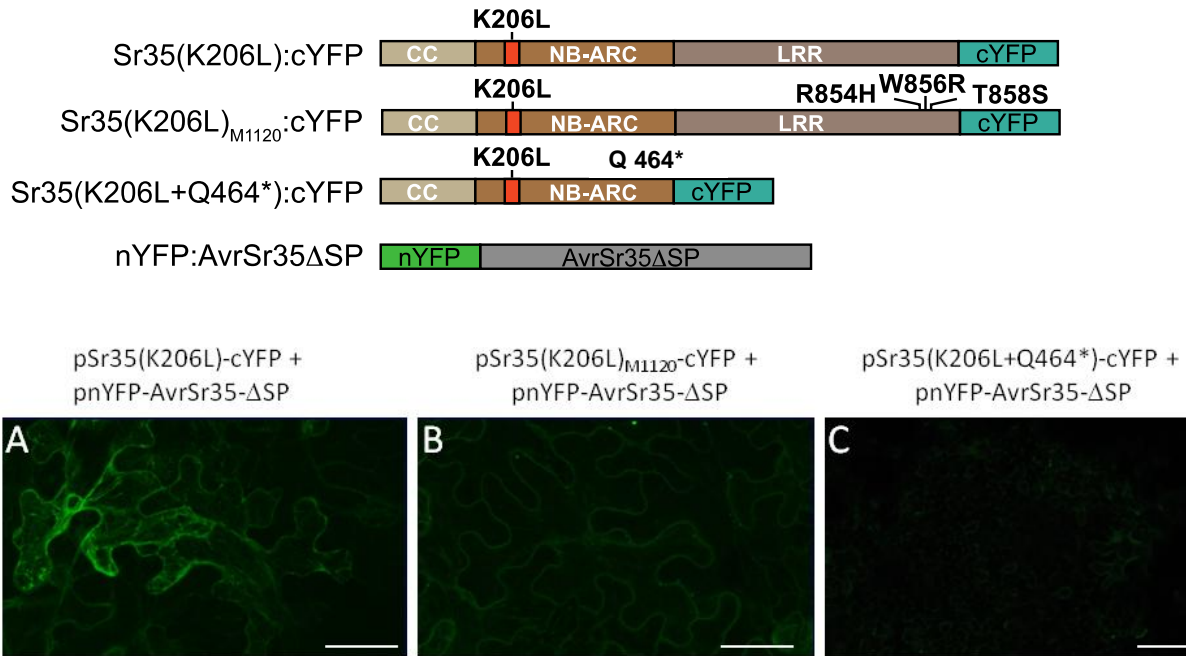 K206L
Sr35(K206L):cYFP CC NB-ARC LRR cYFP
K206L R854H W856R T858S
Sr35(K206L)M1120:cYFP CC NB-ARC LRR cYFP
K206L Q 464*
Sr35(K206L+Q464*):cYFP CC NB-ARC cYFP
nYFP:AvrSr35ΔSP nYFP AvrSr35ΔSP
pSr35(K206L)-cYFP +
pnYFP-AvrSr35-ΔSP
pSr35(K206L)M1120-cYFP +
pnYFP-AvrSr35-ΔSP
pSr35(K206L+Q464*)-cYFP +
pnYFP-AvrSr35-ΔSP
A
B
C